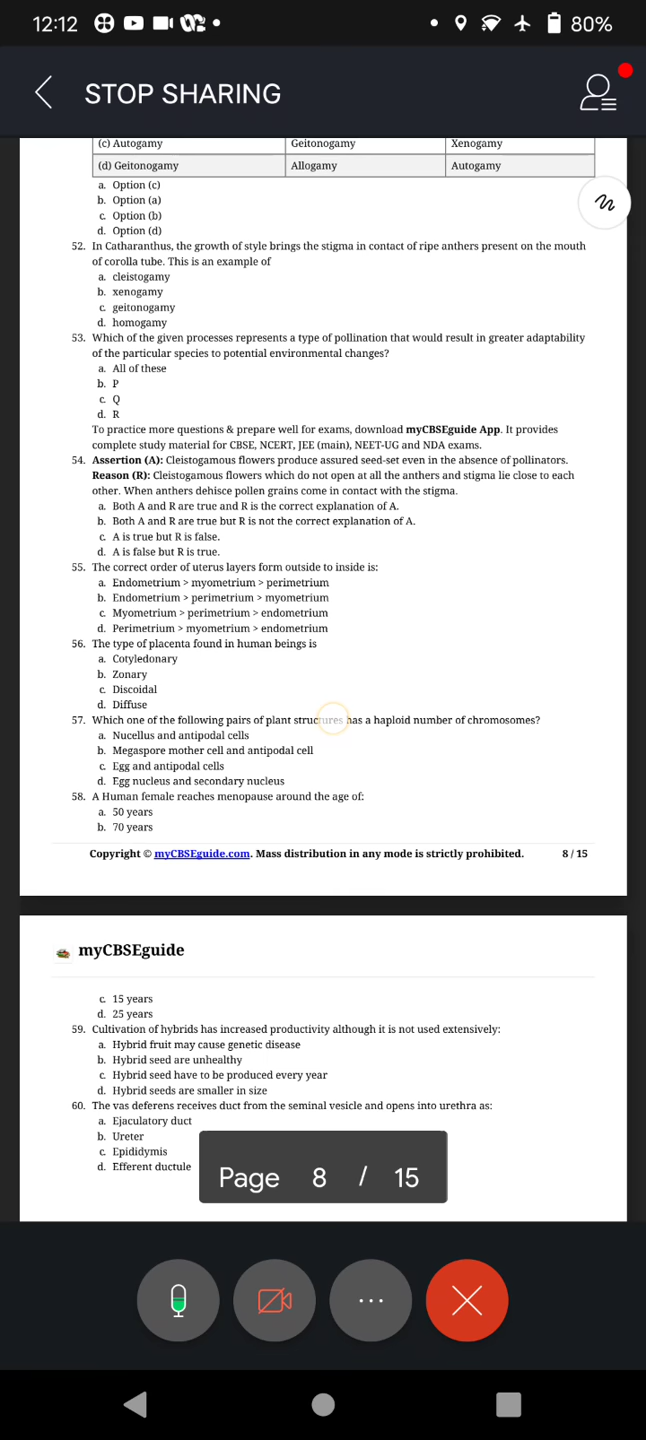 12:12
80%
STOP SHARING
(c) Autogamy Geitonogamy Xenogamy
(d) Geitonogamy Allogamy Autogamy
a. Option (c)
b. Option (a)
c. Option (b)
d. Option (d)
52. In Catharanthus, the growth of style brings the stigma in contact of ripe anthers present on the mouth
of corolla tube. This is an example of
a. cleistogamy
b. xenogamy
c. geitonogamy
d. homogamy
53. Which of the given processes represents a type of pollination that would result in greater adaptability
of the particular species to potential environmental changes?
a. All of these
b. P
c. Q
d. R
To practice more questions & prepare well for exams, download myCBSEguide App. It provides
complete study material for CBSE, NCERT, JEE (main), NEET-UG and NDA exams.
54. Assertion (A): Cleistogamous flowers produce assured seed-set even in the absence of pollinators.
Reason (R): Cleistogamous flowers which do not open at all the anthers and stigma lie close to each
other. When anthers dehisce pollen grains come in contact with the stigma.
a. Both A and R are true and R is the correct explanation of A.
b. Both A and R are true but R is not the correct explanation of A.
c. A is true but R is false.
d. A is false but R is true.
55. The correct order of uterus layers form outside to inside is:
a. Endometrium > myometrium > perimetrium
b. Endometrium > perimetrium > myometrium
c. Myometrium > perimetrium > endometrium
d. Perimetrium > myometrium > endometrium
56. The type of placenta found in human beings is
a. Cotyledonary
b. Zonary
c. Discoidal
d. Diffuse
57. Which one of the following pairs of plant structures has a haploid number of chromosomes?
a. Nucellus and antipodal cells
b. Megaspore mother cell and antipodal cell
c. Egg and antipodal cells
d. Egg nucleus and secondary nucleus
58. A Human female reaches menopause around the age of:
a. 50 years
b. 70 years
Copyright © myCBSEguide.com. Mass distribution in any mode is strictly prohibited. 8 / 15
myCBSEguide
c. 15 years
d. 25 years
59. Cultivation of hybrids has increased productivity although it is not used extensively:
a. Hybrid fruit may cause genetic disease
b. Hybrid seed are unhealthy
c. Hybrid seed have to be produced every year
d. Hybrid seeds are smaller in size
60. The vas deferens receives duct from the seminal vesicle and opens into urethra as:
a. Ejaculatory duct
b. Ureter
c. Epididymis
d. Efferent ductule
Page 8 / 15